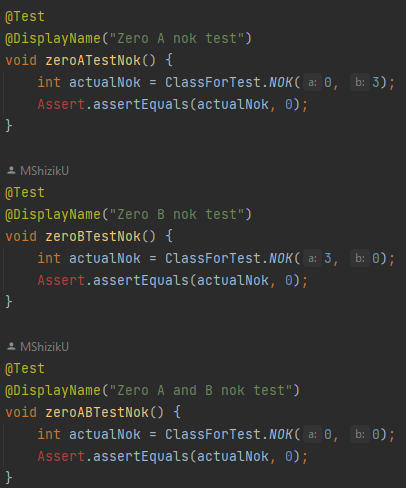 @Test
@DisplayName("Zero A nok test")
void zeroATestNok() {
    int actualNok = ClassForTest.NOK( a: 0, b: 3);
    Assert.assertEquals(actualNok, 0);
}
MShizikU
@Test
@DisplayName("Zero B nok test")
void zeroBTestNok() {
    int actualNok = ClassForTest.NOK( a: 3, b: 0);
    Assert.assertEquals(actualNok, 0);
}
MShizikU
@Test
@DisplayName("Zero A and B nok test")
void zeroABTestNok() {
    int actualNok = ClassForTest.NOK( a: 0, b: 0);
    Assert.assertEquals(actualNok, 0);
}